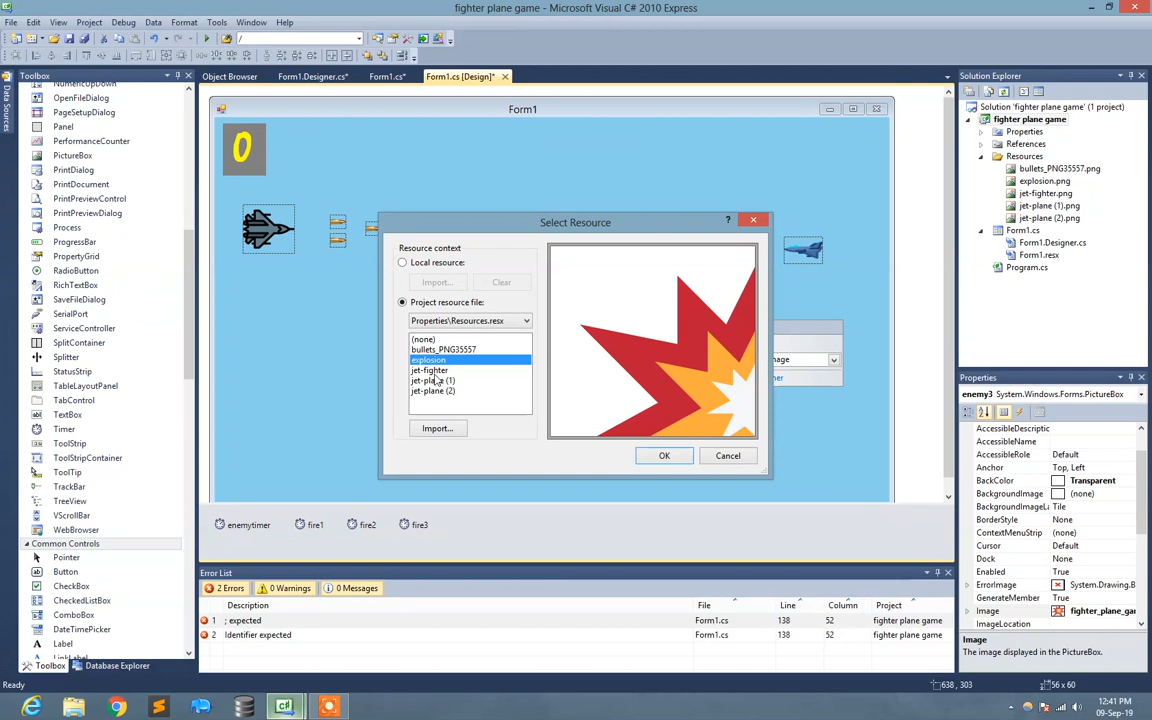 fighter plane game - Microsoft Visual C# 2010 Express
File Edit View Project Debug Data Format Tools Window Help
/
Toolbox
Object Browser Form1.Designer.cs* Form1.cs* Form1.cs [Design]*
Solution Explorer
Data Sources
NumericUpDown
OpenFileDialog
PageSetupDialog
Panel
PerformanceCounter
PictureBox
PrintDialog
PrintDocument
PrintPreviewControl
PrintPreviewDialog
Process
ProgressBar
PropertyGrid
RadioButton
RichTextBox
SaveFileDialog
SerialPort
ServiceController
SplitContainer
Splitter
StatusStrip
TableLayoutPanel
TabControl
TextBox
Timer
ToolStrip
ToolStripContainer
ToolTip
TrackBar
TreeView
VScrollBar
WebBrowser
Common Controls
Pointer
Button
CheckBox
CheckedListBox
ComboBox
DateTimePicker
Label
Toolbox Database Explorer
Form1
0
Select Resource
?
Resource context
Local resource:
Import... Clear
Project resource file:
Properties\Resources.resx
(none)
bullets_PNG35557
explosion
jet-fighter
jet-plane (1)
jet-plane (2)
Import...
OK Cancel
mage
ner
enemytimer fire1 fire2 fire3
Error List
2 Errors 0 Warnings 0 Messages
Description File Line Column Project
1 ; expected Form1.cs 138 52 fighter plane game
2 Identifier expected Form1.cs 138 52 fighter plane game
Solution 'fighter plane game' (1 project)
fighter plane game
Properties
References
Resources
bullets_PNG35557.png
explosion.png
jet-fighter.png
jet-plane (1).png
jet-plane (2).png
Form1.cs
Form1.Designer.cs
Form1.resx
Program.cs
Properties
enemy3 System.Windows.Forms.PictureBox
AccessibleDescriptic
AccessibleName
AccessibleRole Default
Anchor Top, Left
BackColor Transparent
BackgroundImage (none)
BackgroundImageLa Tile
BorderStyle None
ContextMenuStrip (none)
Cursor Default
Dock None
Enabled True
ErrorImage System.Drawing.B
GenerateMember True
Image fighter_plane_gar
ImageLocation
Image
The image displayed in the PictureBox.
Ready
638 , 303 56 x 60
12:41 PM
09-Sep-19